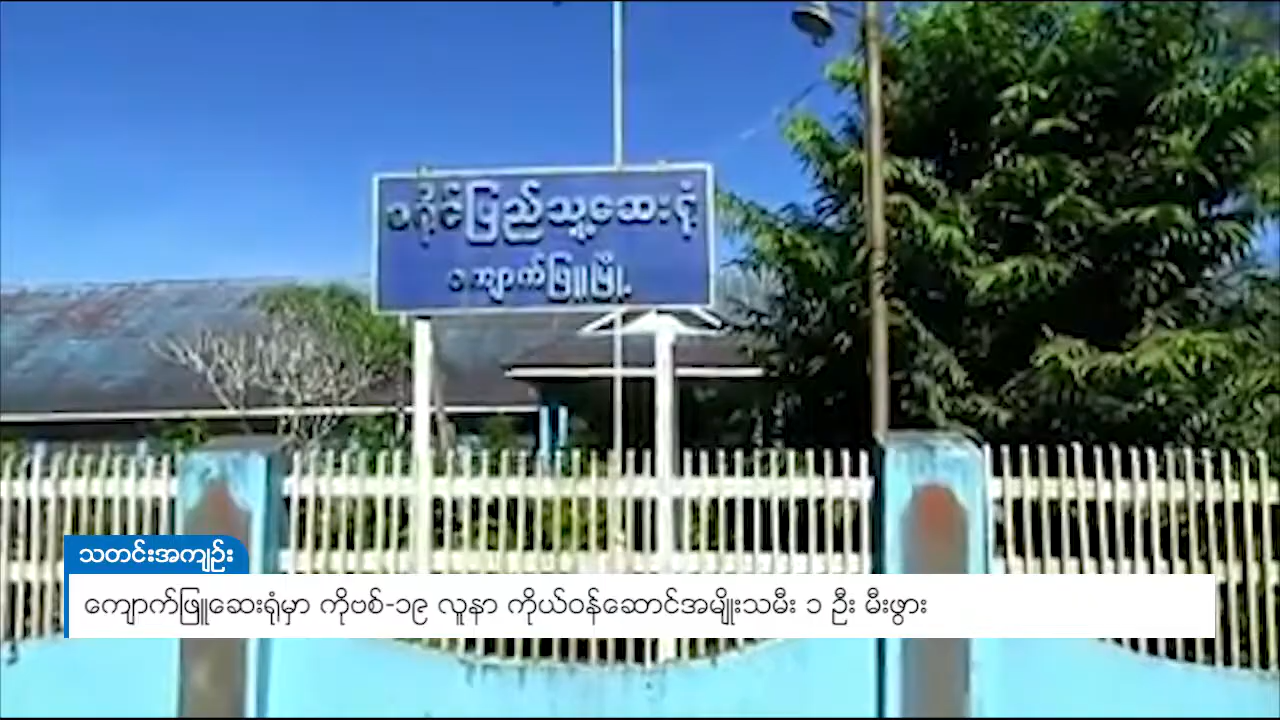 ခရိုင်ပြည်သူ့ဆေးရုံ
ကျောက်ဖြူမြို့
သတင်းအကျဉ်း
ကျောက်ဖြူဆေးရုံမှာ ကိုဗစ်-၁၉ လူနာ ကိုယ်ဝန်ဆောင်အမျိုးသမီး ၁ ဦး မီးဖွား